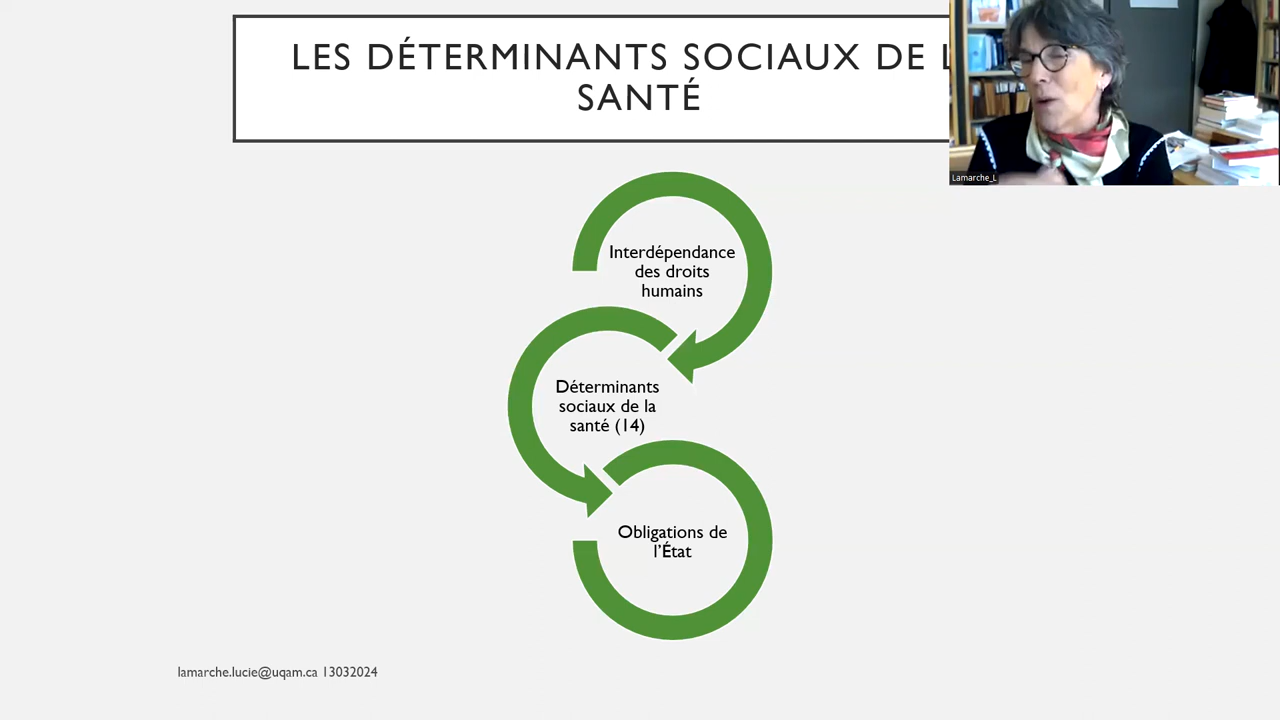 LES DÉTERMINANTS SOCIAUX DE L
SANTÉ
Lamarche_L
Interdépendance
des droits
humains
Déterminants
sociaux de la
santé (14)
Obligations de
l'État
lamarche.lucie@uqam.ca 13032024